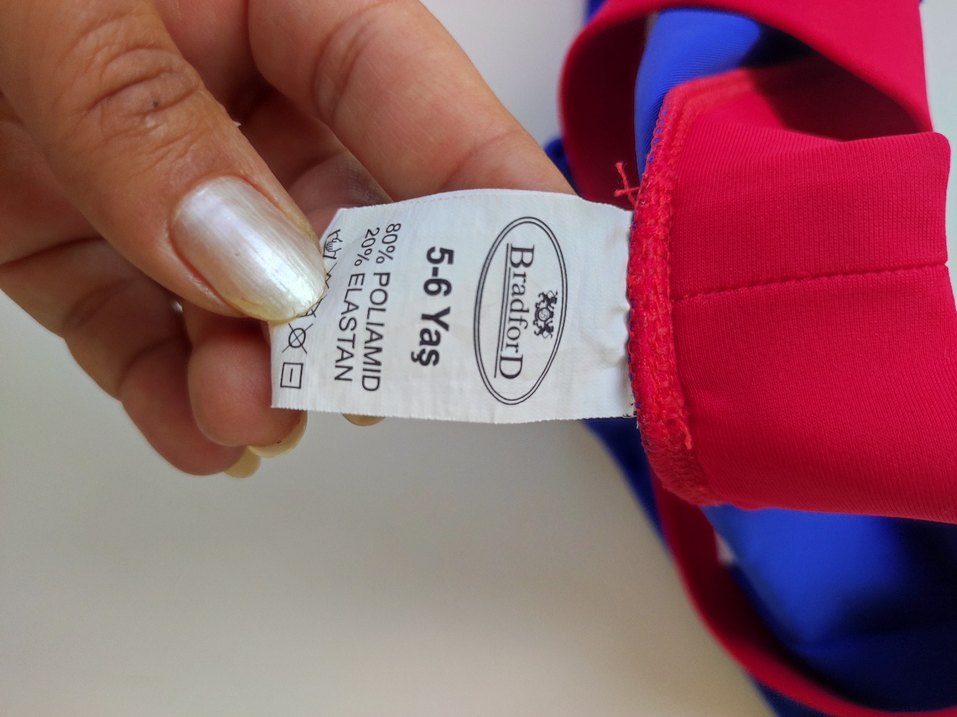 BradforD
5-6 Yaş
80% POLIAMID
20% ELASTAN